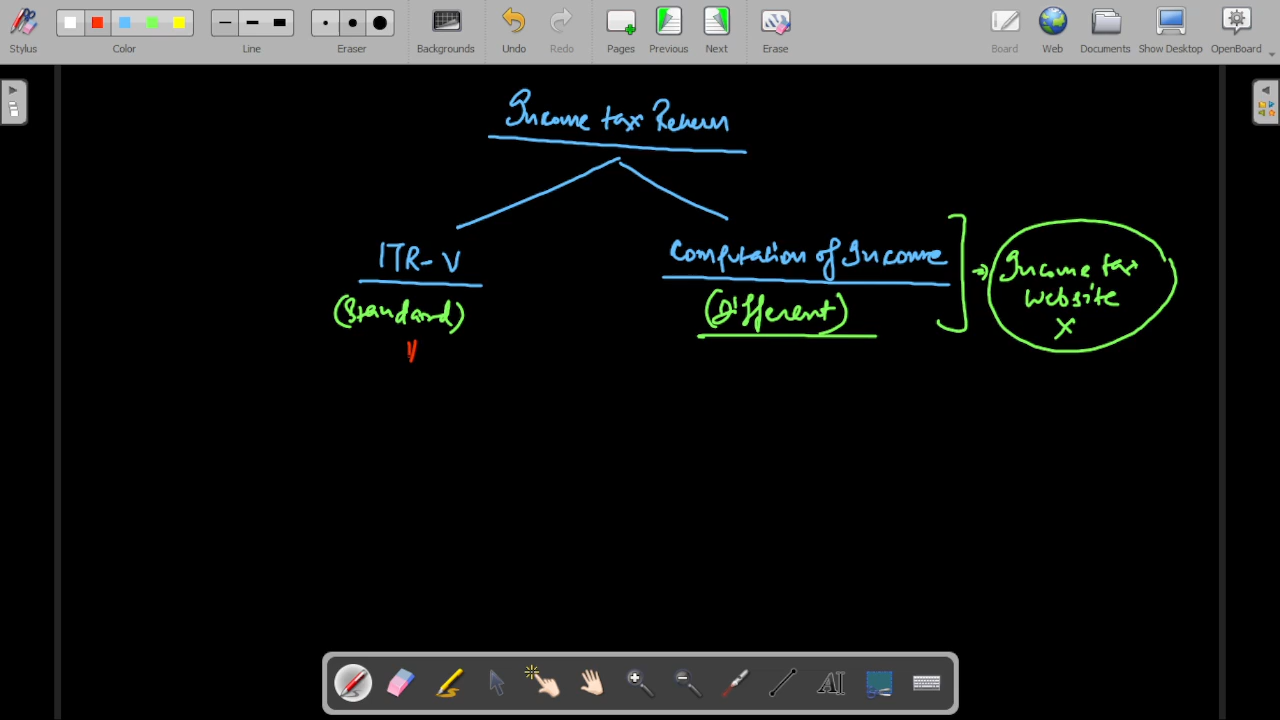 Stylus
Color
Line
Eraser
Backgrounds
Undo
Redo
Pages
Previous
Next
Erase
Board
Web
Documents
Show Desktop
OpenBoard
Income tax Return
ITR-V
(Standard)
Computation of Income
(Different)
→ Income tax
website
X
AI